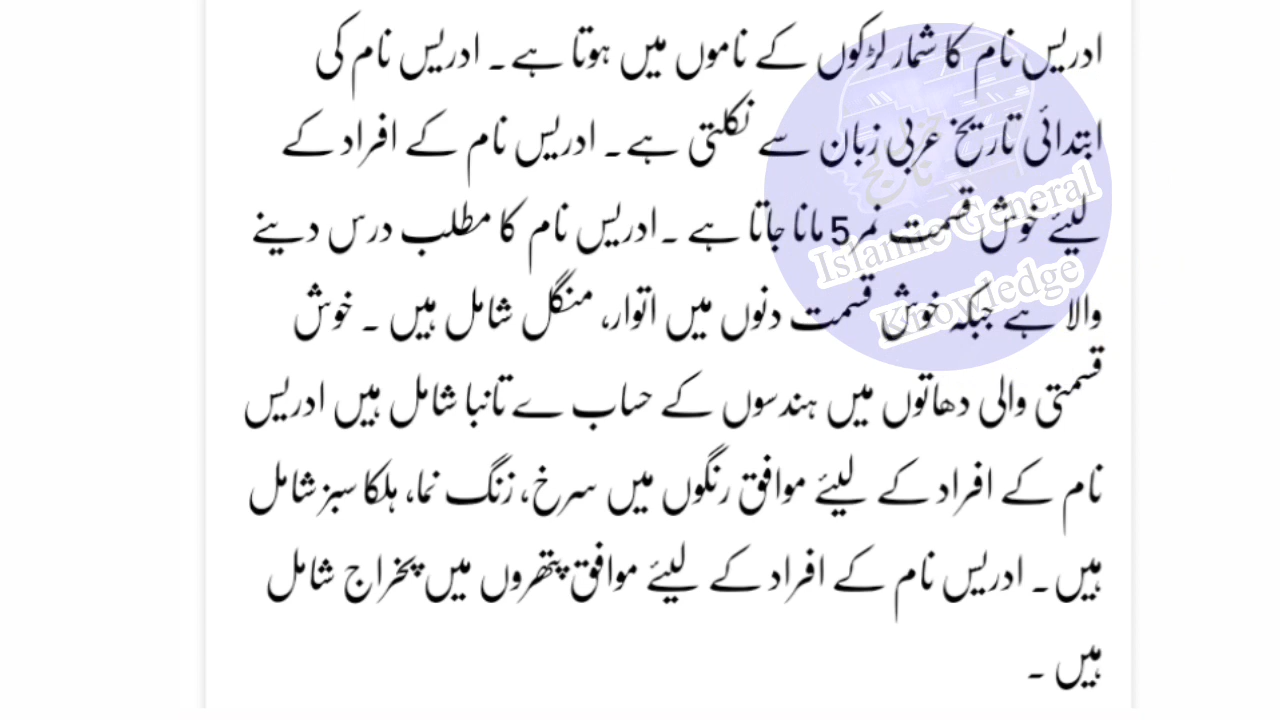 ادریس نام کا شمار لڑکوں کے ناموں میں ہوتا ہے۔ ادریس نام کی
ابتدائی تاریخ عربی زبان سے نکلتی ہے۔ ادریس نام کے افراد کے
لیئے خوش قسمت نمر 5 مانا جاتا ہے ۔ادریس نام کا مطلب درس دینے
والا ہے جبکہ خوش قسمت دنوں میں اتوار، منگل شامل ہیں ۔ خوش
قسمتی والی دھاتوں میں ہندسوں کے حساب ے تانبا شامل ہیں ادریس
نام کے افراد کے لیئے موافق رنگوں میں سرخ، زنگ نما، ہلکا سبز شامل
ہیں۔ ادریس نام کے افراد کے لیئے موافق پتھروں میں پکھراج شامل
ہیں ۔
Islamic General
Knowledge